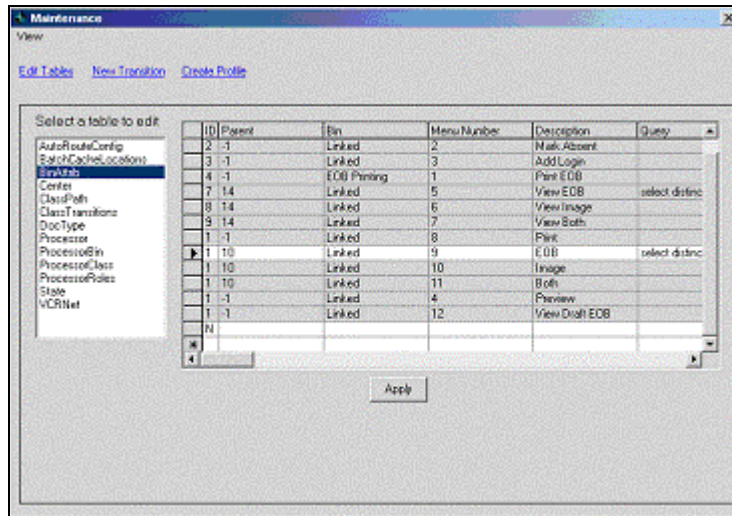 Maintenance
View
Edit Tables New Transition Create Profile
Select a table to edit
AutoRouteConfig
BatchCacheLocations
BinAttrib
Center
ClassPath
ClassTransitions
DocType
Processor
ProcessorBin
ProcessorClass
ProcessorRoles
State
VCRNet
ID Parent Bin Menu Number Description Query
2 -1 Linked 2 Mark Absent
3 -1 Linked 3 Add Login
4 -1 EOB Printing 1 Print EOB
7 14 Linked 5 View EOB select distinc
8 14 Linked 6 View Image
9 14 Linked 7 View Both
1 -1 Linked 8 Print
1 10 Linked 9 EOB select distinc
1 10 Linked 10 Image
1 10 Linked 11 Both
1 -1 Linked 4 Preview
1 -1 Linked 12 View Draft EOB
N
Apply